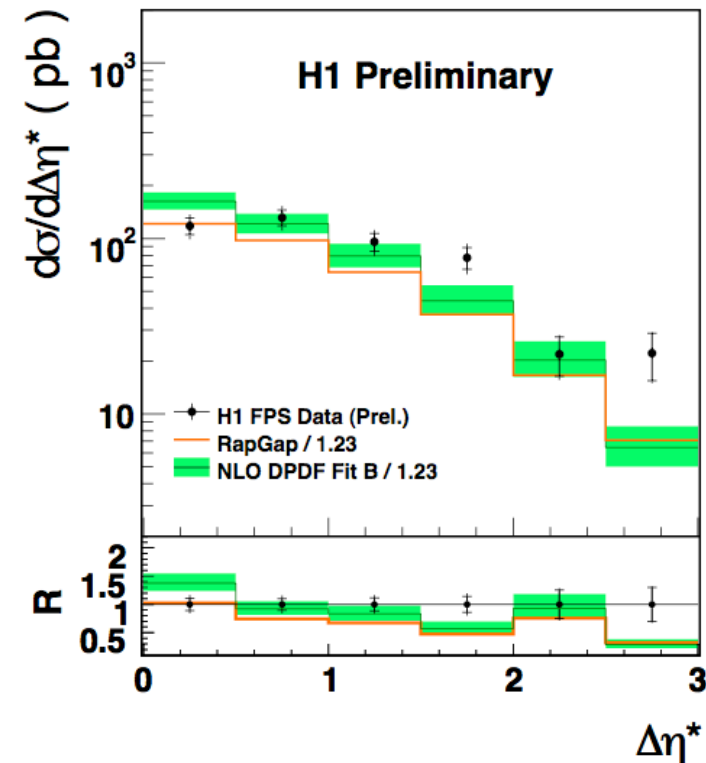 dσ/dΔη* ( pb )
H1 Preliminary
10³
10²
10
H1 FPS Data (Prel.)
RapGap / 1.23
NLO DPDF Fit B / 1.23
R
2
1.5
1
0.5
0 1 2 3
Δη*